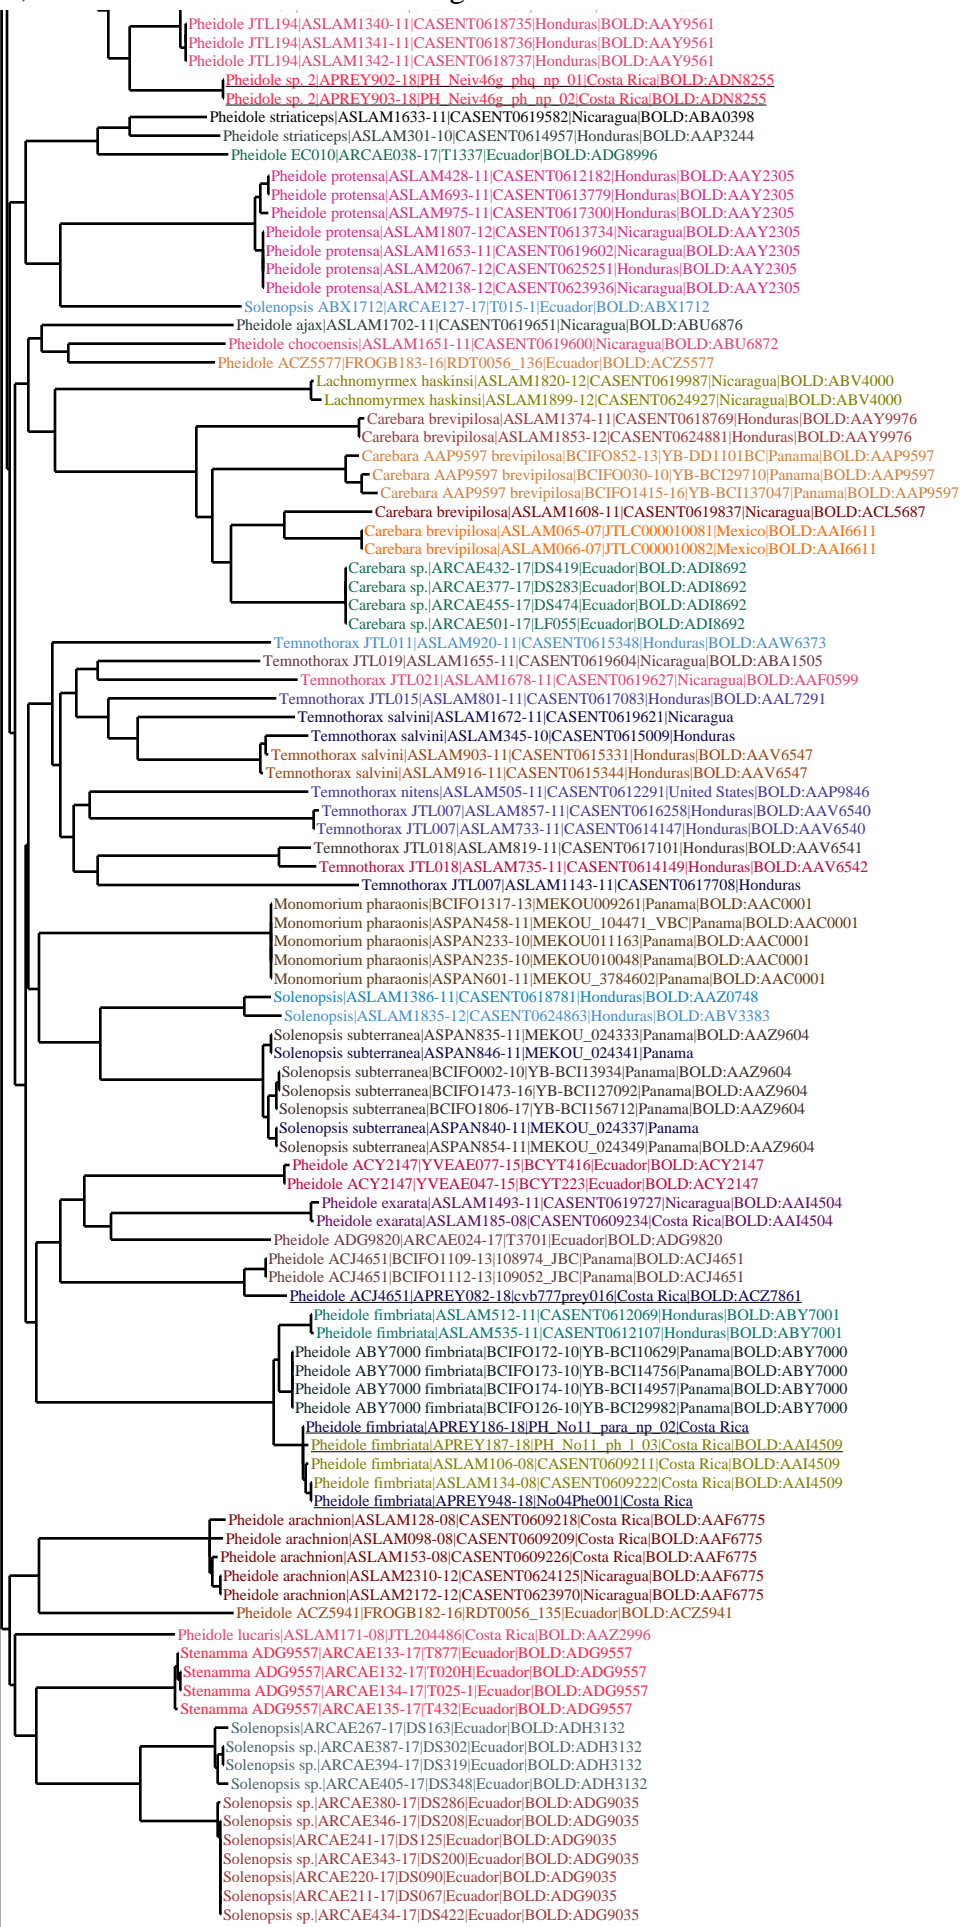 Pheidole JTL194|ASLAM1340-11|CASENT0618735|Honduras|BOLD:AAY9561
Pheidole JTL194|ASLAM1341-11|CASENT0618736|Honduras|BOLD:AAY9561
Pheidole JTL194|ASLAM1342-11|CASENT0618737|Honduras|BOLD:AAY9561
Pheidole sp. 2|APREY902-18|PH_Neiv46g_phq_np_01|Costa Rica|BOLD:ADN8255
Pheidole sp. 2|APREY903-18|PH_Neiv46g_ph_np_02|Costa Rica|BOLD:ADN8255
Pheidole striaticeps|ASLAM1633-11|CASENT0619582|Nicaragua|BOLD:ABA0398
Pheidole striaticeps|ASLAM301-10|CASENT0614957|Honduras|BOLD:AAP3244
Pheidole EC010|ARCAE038-17|T1337|Ecuador|BOLD:ADG8996
Pheidole protensa|ASLAM428-11|CASENT0612182|Honduras|BOLD:AAY2305
Pheidole protensa|ASLAM693-11|CASENT0613779|Honduras|BOLD:AAY2305
Pheidole protensa|ASLAM975-11|CASENT0617300|Honduras|BOLD:AAY2305
Pheidole protensa|ASLAM1807-12|CASENT0613734|Nicaragua|BOLD:AAY2305
Pheidole protensa|ASLAM1653-11|CASENT0619602|Nicaragua|BOLD:AAY2305
Pheidole protensa|ASLAM2067-12|CASENT0625251|Honduras|BOLD:AAY2305
Pheidole protensa|ASLAM2138-12|CASENT0623936|Nicaragua|BOLD:AAY2305
Solenopsis ABX1712|ARCAE127-17|T015-1|Ecuador|BOLD:ABX1712
Pheidole ajax|ASLAM1702-11|CASENT0619651|Nicaragua|BOLD:ABU6876
Pheidole chocoensis|ASLAM1651-11|CASENT0619600|Nicaragua|BOLD:ABU6872
Pheidole ACZ5577|FROGB183-16|RDT0056_136|Ecuador|BOLD:ACZ5577
Lachnomyrmex haskinsi|ASLAM1820-12|CASENT0619987|Nicaragua|BOLD:ABV4000
Lachnomyrmex haskinsi|ASLAM1899-12|CASENT0624927|Nicaragua|BOLD:ABV4000
Carebara brevipilosa|ASLAM1374-11|CASENT0618769|Honduras|BOLD:AAY9976
Carebara brevipilosa|ASLAM1853-12|CASENT0624881|Honduras|BOLD:AAY9976
Carebara AAP9597 brevipilosa|BCIFO852-13|YB-DD1101BC|Panama|BOLD:AAP9597
Carebara AAP9597 brevipilosa|BCIFO030-10|YB-BCI29710|Panama|BOLD:AAP9597
Carebara AAP9597 brevipilosa|BCIFO1415-16|YB-BCI137047|Panama|BOLD:AAP9597
Carebara brevipilosa|ASLAM1608-11|CASENT0619837|Nicaragua|BOLD:ACL5687
Carebara brevipilosa|ASLAM065-07|JTLC000010081|Mexico|BOLD:AAI6611
Carebara brevipilosa|ASLAM066-07|JTLC000010082|Mexico|BOLD:AAI6611
Carebara sp.|ARCAE432-17|DS419|Ecuador|BOLD:ADI8692
Carebara sp.|ARCAE377-17|DS283|Ecuador|BOLD:ADI8692
Carebara sp.|ARCAE455-17|DS474|Ecuador|BOLD:ADI8692
Carebara sp.|ARCAE501-17|LF055|Ecuador|BOLD:ADI8692
Temnothorax JTL011|ASLAM920-11|CASENT0615348|Honduras|BOLD:AAW6373
Temnothorax JTL019|ASLAM1655-11|CASENT0619604|Nicaragua|BOLD:ABA1505
Temnothorax JTL021|ASLAM1678-11|CASENT0619627|Nicaragua|BOLD:AAF0599
Temnothorax JTL015|ASLAM801-11|CASENT0617083|Honduras|BOLD:AAL7291
Temnothorax salvini|ASLAM1672-11|CASENT0619621|Nicaragua
Temnothorax salvini|ASLAM345-10|CASENT0615009|Honduras
Temnothorax salvini|ASLAM903-11|CASENT0615331|Honduras|BOLD:AAV6547
Temnothorax salvini|ASLAM916-11|CASENT0615344|Honduras|BOLD:AAV6547
Temnothorax nitens|ASLAM505-11|CASENT0612291|United States|BOLD:AAP9846
Temnothorax JTL007|ASLAM857-11|CASENT0616258|Honduras|BOLD:AAV6540
Temnothorax JTL007|ASLAM733-11|CASENT0614147|Honduras|BOLD:AAV6540
Temnothorax JTL018|ASLAM819-11|CASENT0617101|Honduras|BOLD:AAV6541
Temnothorax JTL018|ASLAM735-11|CASENT0614149|Honduras|BOLD:AAV6542
Temnothorax JTL007|ASLAM1143-11|CASENT0617708|Honduras
Monomorium pharaonis|BCIFO1317-13|MEKOU009261|Panama|BOLD:AAC0001
Monomorium pharaonis|ASPAN458-11|MEKOU_104471_VBC|Panama|BOLD:AAC0001
Monomorium pharaonis|ASPAN233-10|MEKOU011163|Panama|BOLD:AAC0001
Monomorium pharaonis|ASPAN235-10|MEKOU010048|Panama|BOLD:AAC0001
Monomorium pharaonis|ASPAN601-11|MEKOU_3784602|Panama|BOLD:AAC0001
Solenopsis|ASLAM1386-11|CASENT0618781|Honduras|BOLD:AAZ0748
Solenopsis|ASLAM1835-12|CASENT0624863|Honduras|BOLD:ABV3383
Solenopsis subterranea|ASPAN835-11|MEKOU_024333|Panama|BOLD:AAZ9604
Solenopsis subterranea|ASPAN846-11|MEKOU_024341|Panama
Solenopsis subterranea|BCIFO002-10|YB-BCI13934|Panama|BOLD:AAZ9604
Solenopsis subterranea|BCIFO1473-16|YB-BCI127092|Panama|BOLD:AAZ9604
Solenopsis subterranea|BCIFO1806-17|YB-BCI156712|Panama|BOLD:AAZ9604
Solenopsis subterranea|ASPAN840-11|MEKOU_024337|Panama
Solenopsis subterranea|ASPAN854-11|MEKOU_024349|Panama|BOLD:AAZ9604
Pheidole ACY2147|YVEAE077-15|BCYT416|Ecuador|BOLD:ACY2147
Pheidole ACY2147|YVEAE047-15|BCYT223|Ecuador|BOLD:ACY2147
Pheidole exarata|ASLAM1493-11|CASENT0619727|Nicaragua|BOLD:AAI4504
Pheidole exarata|ASLAM185-08|CASENT0609234|Costa Rica|BOLD:AAI4504
Pheidole ADG9820|ARCAE024-17|T3701|Ecuador|BOLD:ADG9820
Pheidole ACJ4651|BCIFO1109-13|108974_JBC|Panama|BOLD:ACJ4651
Pheidole ACJ4651|BCIFO1112-13|109052_JBC|Panama|BOLD:ACJ4651
Pheidole ACJ4651|APREY082-18|cvb777prey016|Costa Rica|BOLD:ACZ7861
Pheidole fimbriata|ASLAM512-11|CASENT0612069|Honduras|BOLD:ABY7001
Pheidole fimbriata|ASLAM535-11|CASENT0612107|Honduras|BOLD:ABY7001
Pheidole ABY7000 fimbriata|BCIFO172-10|YB-BCI10629|Panama|BOLD:ABY7000
Pheidole ABY7000 fimbriata|BCIFO173-10|YB-BCI14756|Panama|BOLD:ABY7000
Pheidole ABY7000 fimbriata|BCIFO174-10|YB-BCI14957|Panama|BOLD:ABY7000
Pheidole ABY7000 fimbriata|BCIFO126-10|YB-BCI29982|Panama|BOLD:ABY7000
Pheidole fimbriata|APREY186-18|PH_No11_para_np_02|Costa Rica
Pheidole fimbriata|APREY187-18|PH_No11_ph_l_03|Costa Rica|BOLD:AAI4509
Pheidole fimbriata|ASLAM106-08|CASENT0609211|Costa Rica|BOLD:AAI4509
Pheidole fimbriata|ASLAM134-08|CASENT0609222|Costa Rica|BOLD:AAI4509
Pheidole fimbriata|APREY948-18|No04Phe001|Costa Rica
Pheidole arachnion|ASLAM128-08|CASENT0609218|Costa Rica|BOLD:AAF6775
Pheidole arachnion|ASLAM098-08|CASENT0609209|Costa Rica|BOLD:AAF6775
Pheidole arachnion|ASLAM153-08|CASENT0609226|Costa Rica|BOLD:AAF6775
Pheidole arachnion|ASLAM2310-12|CASENT0624125|Nicaragua|BOLD:AAF6775
Pheidole arachnion|ASLAM2172-12|CASENT0623970|Nicaragua|BOLD:AAF6775
Pheidole ACZ5941|FROGB182-16|RDT0056_135|Ecuador|BOLD:ACZ5941
Pheidole lucaris|ASLAM171-08|JTL204486|Costa Rica|BOLD:AAZ2996
Stenamma ADG9557|ARCAE133-17|T877|Ecuador|BOLD:ADG9557
Stenamma ADG9557|ARCAE132-17|T020H|Ecuador|BOLD:ADG9557
Stenamma ADG9557|ARCAE134-17|T025-1|Ecuador|BOLD:ADG9557
Stenamma ADG9557|ARCAE135-17|T432|Ecuador|BOLD:ADG9557
Solenopsis|ARCAE267-17|DS163|Ecuador|BOLD:ADH3132
Solenopsis sp.|ARCAE387-17|DS302|Ecuador|BOLD:ADH3132
Solenopsis sp.|ARCAE394-17|DS319|Ecuador|BOLD:ADH3132
Solenopsis sp.|ARCAE405-17|DS348|Ecuador|BOLD:ADH3132
Solenopsis sp.|ARCAE380-17|DS286|Ecuador|BOLD:ADG9035
Solenopsis sp.|ARCAE346-17|DS208|Ecuador|BOLD:ADG9035
Solenopsis|ARCAE241-17|DS125|Ecuador|BOLD:ADG9035
Solenopsis sp.|ARCAE343-17|DS200|Ecuador|BOLD:ADG9035
Solenopsis|ARCAE220-17|DS090|Ecuador|BOLD:ADG9035
Solenopsis|ARCAE211-17|DS067|Ecuador|BOLD:ADG9035
Solenopsis sp.|ARCAE434-17|DS422|Ecuador|BOLD:ADG9035